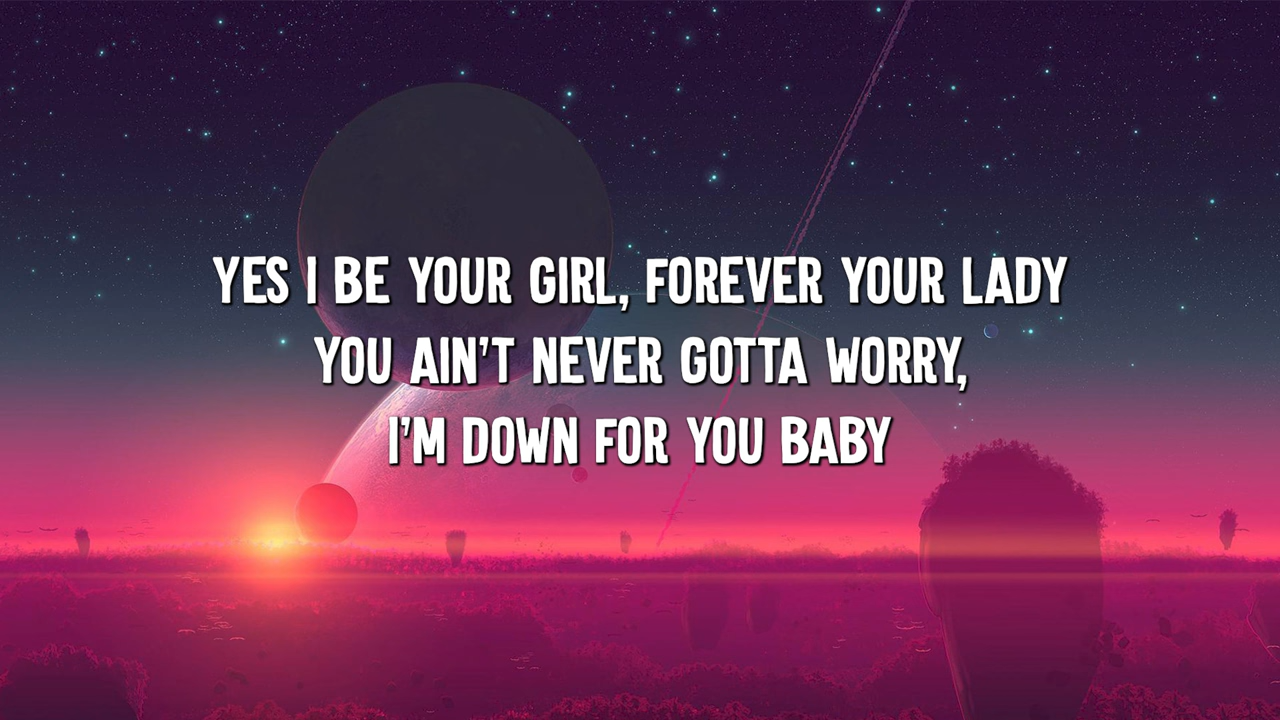 YES I BE YOUR GIRL, FOREVER YOUR LADY
YOU AIN'T NEVER GOTTA WORRY,
I'M DOWN FOR YOU BABY